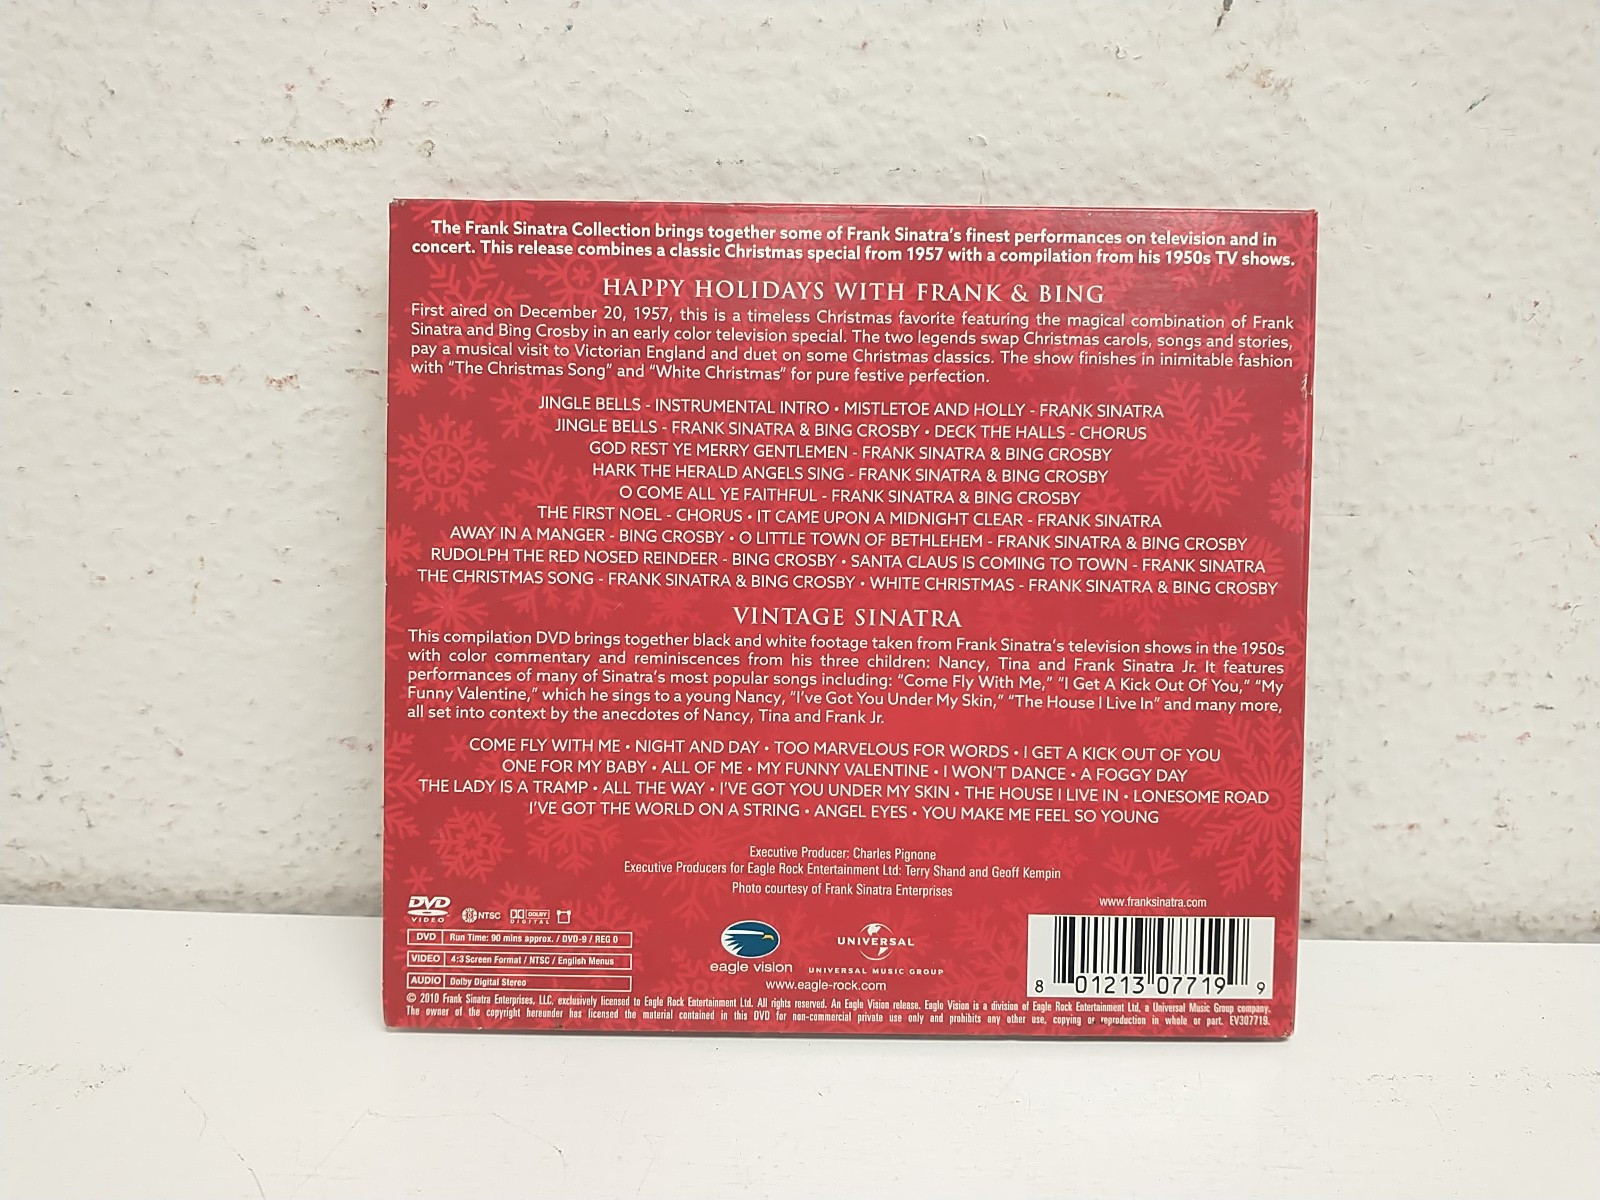 The Frank Sinatra Collection brings together some of Frank Sinatra's finest performances on television and in
concert. This release combines a classic Christmas special from 1957 with a compilation from his 1950s TV shows.
HAPPY HOLIDAYS WITH FRANK & BING
First aired on December 20, 1957, this is a timeless Christmas favorite featuring the magical combination of Frank
Sinatra and Bing Crosby in an early color television special. The two legends swap Christmas carols, songs and stories,
pay a musical visit to Victorian England and duet on some Christmas classics. The show finishes in inimitable fashion
with "The Christmas Song" and "White Christmas" for pure festive perfection.
JINGLE BELLS - INSTRUMENTAL INTRO • MISTLETOE AND HOLLY - FRANK SINATRA
JINGLE BELLS - FRANK SINATRA & BING CROSBY • DECK THE HALLS - CHORUS
GOD REST YE MERRY GENTLEMEN - FRANK SINATRA & BING CROSBY
HARK THE HERALD ANGELS SING - FRANK SINATRA & BING CROSBY
O COME ALL YE FAITHFUL - FRANK SINATRA & BING CROSBY
THE FIRST NOEL - CHORUS • IT CAME UPON A MIDNIGHT CLEAR - FRANK SINATRA
AWAY IN A MANGER - BING CROSBY • O LITTLE TOWN OF BETHLEHEM - FRANK SINATRA & BING CROSBY
RUDOLPH THE RED NOSED REINDEER - BING CROSBY • SANTA CLAUS IS COMING TO TOWN - FRANK SINATRA
THE CHRISTMAS SONG - FRANK SINATRA & BING CROSBY • WHITE CHRISTMAS - FRANK SINATRA & BING CROSBY
VINTAGE SINATRA
This compilation DVD brings together black and white footage taken from Frank Sinatra's television shows in the 1950s
with color commentary and reminiscences from his three children: Nancy, Tina and Frank Sinatra Jr. It features
performances of many of Sinatra's most popular songs including: "Come Fly With Me," "I Get A Kick Out Of You," "My
Funny Valentine," which he sings to a young Nancy, "I've Got You Under My Skin," "The House I Live In" and many more,
all set into context by the anecdotes of Nancy, Tina and Frank Jr.
COME FLY WITH ME • NIGHT AND DAY • TOO MARVELOUS FOR WORDS • I GET A KICK OUT OF YOU
ONE FOR MY BABY • ALL OF ME • MY FUNNY VALENTINE • I WON'T DANCE • A FOGGY DAY
THE LADY IS A TRAMP • ALL THE WAY • I'VE GOT YOU UNDER MY SKIN • THE HOUSE I LIVE IN • LONESOME ROAD
I'VE GOT THE WORLD ON A STRING • ANGEL EYES • YOU MAKE ME FEEL SO YOUNG
Executive Producer: Charles Pignone
Executive Producers for Eagle Rock Entertainment Ltd: Terry Shand and Geoff Kempin
Photo courtesy of Frank Sinatra Enterprises
www.franksinatra.com
DVD VIDEO NTSC DOLBY DIGITAL
DVD Run Time: 90 mins approx. / DVD-9 / REG 0
VIDEO 4:3 Screen Format / NTSC / English Menus
AUDIO Dolby Digital Stereo
eagle vision
UNIVERSAL
UNIVERSAL MUSIC GROUP
www.eagle-rock.com
8 01213 07719 9
© 2010 Frank Sinatra Enterprises, LLC, exclusively licensed to Eagle Rock Entertainment Ltd. All rights reserved. An Eagle Vision release. Eagle Vision is a division of Eagle Rock Entertainment Ltd, a Universal Music Group company.
The owner of the copyright hereunder has licensed the material contained in this DVD for non-commercial private use only and prohibits any other use, copying or reproduction in whole or part. EV307719.